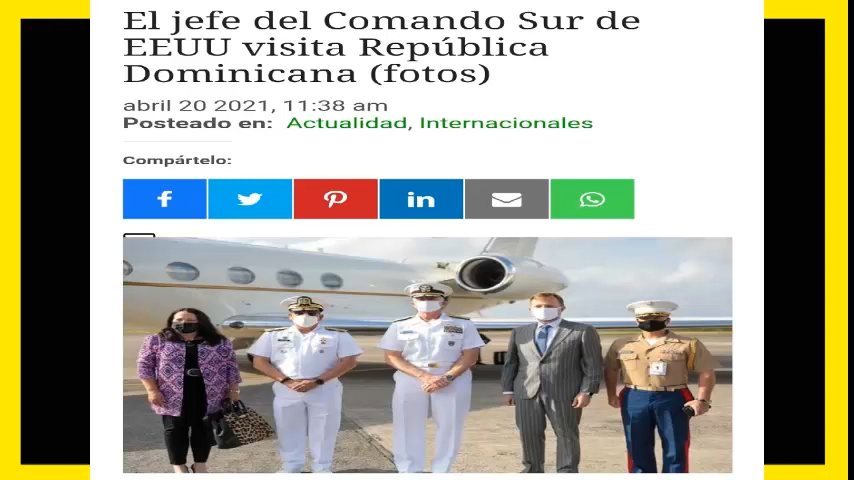 El jefe del Comando Sur de
EEUU visita República
Dominicana (fotos)
abril 20 2021, 11:38 am
Posteado en: Actualidad, Internacionales
Compártelo: